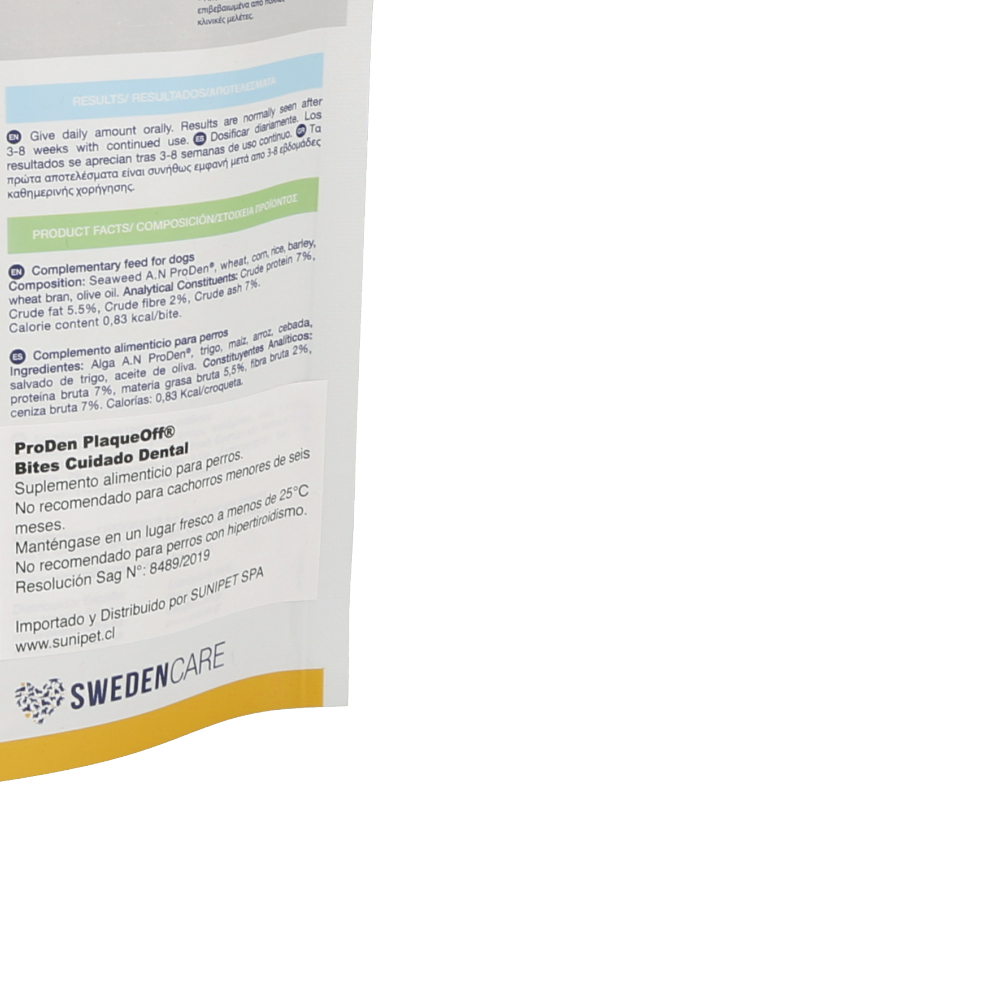 επιβεβαιωμένα από
κλινικές μελέτες.
RESULTS/ RESULTADOS/ΑΠΟΤΕΛΕΣΜΑΤΑ
EN Give daily amount orally. Results are normally seen after
3-8 weeks with continued use. ES Dosificar diariamente. Los
resultados se aprecian tras 3-8 semanas de uso continuo. GR Τα
πρώτα αποτελέσματα είναι συνήθως εμφανή μετά απο 3-8 εβδομάδες
καθημερινής χορήγησης.
PRODUCT FACTS/ COMPOSICIÓN/ΣΤΟΙΧΕΙΑ ΠΡΟΪΟΝΤΟΣ
EN Complementary feed for dogs
Composition: Seaweed A.N ProDen®, wheat, corn, rice, barley,
wheat bran, olive oil. Analytical Constituents: Crude protein 7%,
Crude fat 5.5%, Crude fibre 2%, Crude ash 7%.
Calorie content 0,83 kcal/bite.
ES Complemento alimenticio para perros
Ingredientes: Alga A.N ProDen®, trigo, maiz, arroz, cebada,
salvado de trigo, aceite de oliva. Constituyentes Analíticos:
proteína bruta 7%, materia grasa bruta 5,5%, fibra bruta 2%,
ceniza bruta 7%. Calorías: 0,83 Kcal/croqueta.
ProDen PlaqueOff®
Bites Cuidado Dental
Suplemento alimenticio para perros.
No recomendado para cachorros menores de seis
meses.
Manténgase en un lugar fresco a menos de 25°C
No recomendado para perros con hipertiroidismo.
Resolución Sag N°: 8489/2019
Importado y Distribuido por SUNIPET SPA
www.sunipet.cl
SWEDENCARE